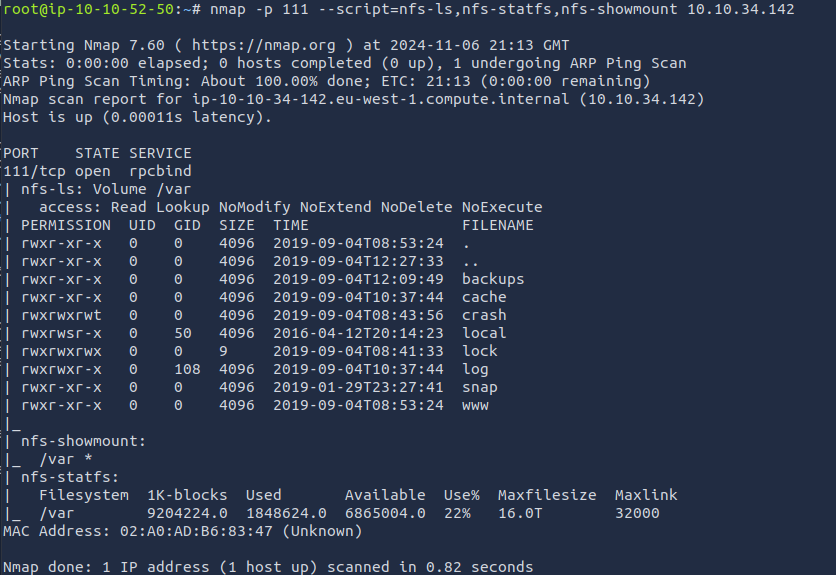 root@ip-10-10-52-50:~# nmap -p 111 --script=nfs-ls,nfs-statfs,nfs-showmount 10.10.34.142
Starting Nmap 7.60 ( https://nmap.org ) at 2024-11-06 21:13 GMT
Stats: 0:00:00 elapsed; 0 hosts completed (0 up), 1 undergoing ARP Ping Scan
ARP Ping Scan Timing: About 100.00% done; ETC: 21:13 (0:00:00 remaining)
Nmap scan report for ip-10-10-34-142.eu-west-1.compute.internal (10.10.34.142)
Host is up (0.00011s latency).
PORT    STATE SERVICE
111/tcp open  rpcbind
| nfs-ls: Volume /var
|   access: Read Lookup NoModify NoExtend NoDelete NoExecute
| PERMISSION  UID  GID  SIZE  TIME                 FILENAME
| rwxr-xr-x   0    0    4096  2019-09-04T08:53:24  .
| rwxr-xr-x   0    0    4096  2019-09-04T12:27:33  ..
| rwxr-xr-x   0    0    4096  2019-09-04T12:09:49  backups
| rwxr-xr-x   0    0    4096  2019-09-04T10:37:44  cache
| rwxrwxrwt   0    0    4096  2019-09-04T08:43:56  crash
| rwxrwsr-x   0    50   4096  2016-04-12T20:14:23  local
| rwxrwxrwx   0    0    9     2019-09-04T08:41:33  lock
| rwxrwxr-x   0    108  4096  2019-09-04T10:37:44  log
| rwxr-xr-x   0    0    4096  2019-01-29T23:27:41  snap
| rwxr-xr-x   0    0    4096  2019-09-04T08:53:24  www
|_
| nfs-showmount:
|_  /var *
| nfs-statfs:
|   Filesystem  1K-blocks  Used       Available  Use%  Maxfilesize  Maxlink
|_  /var        9204224.0  1848624.0  6865004.0  22%   16.0T        32000
MAC Address: 02:A0:AD:B6:83:47 (Unknown)
Nmap done: 1 IP address (1 host up) scanned in 0.82 seconds